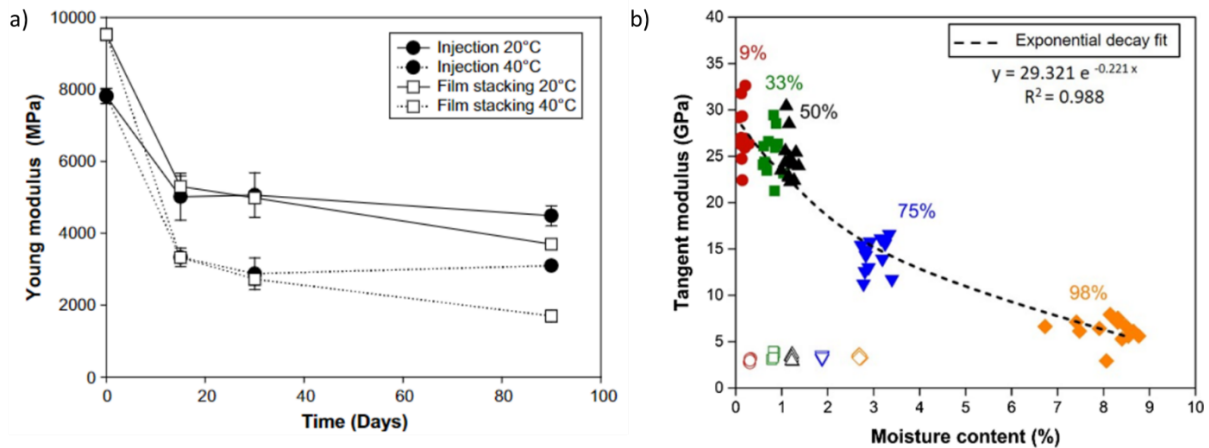 a)
10000
8000
6000
4000
2000
0
Young modulus (MPa)
Injection 20°C
Injection 40°C
Film stacking 20°C
Film stacking 40°C
0 20 40 60 80 100
Time (Days)
b)
40
35
30
25
20
15
10
5
0
Tangent modulus (GPa)
Exponential decay fit
y = 29.321 e -0.221 x
R2 = 0.988
9%
33%
50%
75%
98%
0 1 2 3 4 5 6 7 8 9 10
Moisture content (%)